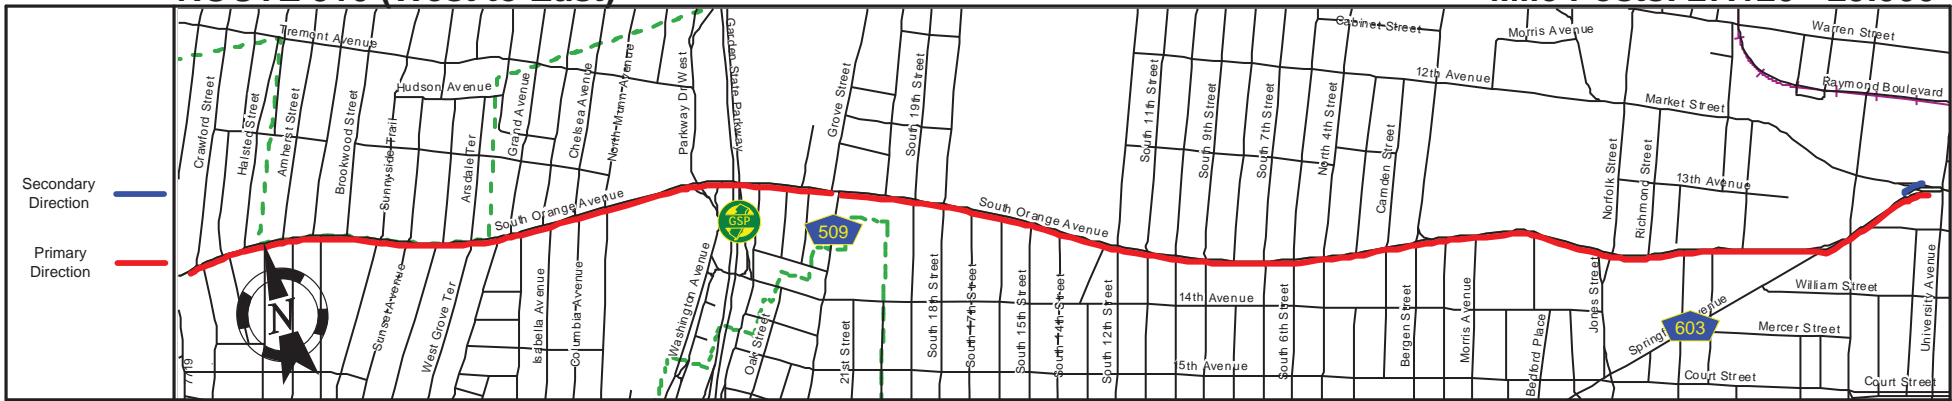 Secondary
Direction
Primary
Direction
Tremont Avenue
Hudson Avenue
Crawford Street
Halsted Street
Amherst Street
Brookwood Street
Sunnyside Trail
Arsdale Ter
Grand Avenue
Chelsea Avenue
North Munn Avenue
Parkway Dr West
Garden State Parkway
Grove Street
South 19th Street
South 11th Street
South 9th Street
South 7th Street
North 4th Street
Camden Street
Cabinet Street
12th Avenue
Morris Avenue
Warren Street
Raymond Boulevard
Market Street
Norfolk Street
Richmond Street
13th Avenue
South Orange Avenue
South Orange Avenue
GSP
509
603
N
Sunset Avenue
West Grove Ter
Isabella Avenue
Columbia Avenue
Washington Avenue
Oak Street
21st Street
South 18th Street
South 17th Street
South 15th Street
South 14th Street
South 12th Street
14th Avenue
15th Avenue
South 6th Street
Bergen Street
Morris Avenue
Bedford Place
Jones Street
William Street
Mercer Street
Court Street
Court Street
University Avenue